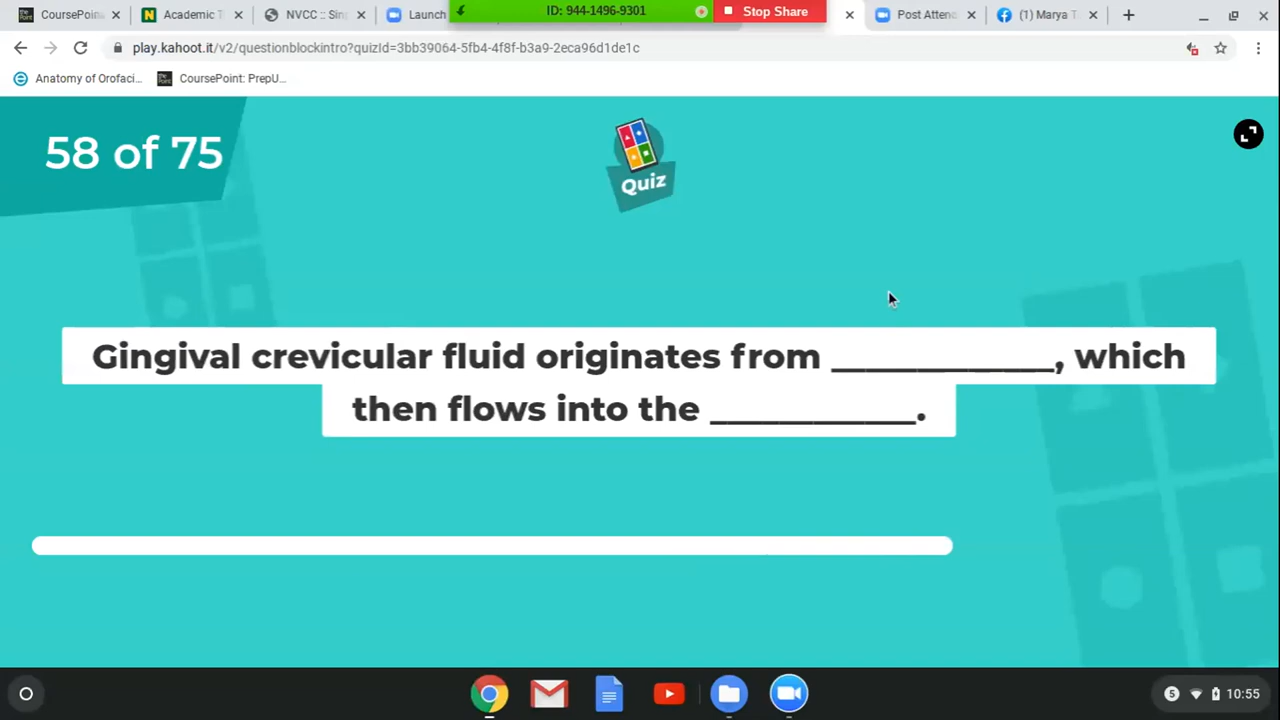 CoursePoin
Academic T
NVCC :: Sin
Launch
ID: 944-1496-9301
Stop Share
Post Attend
(1) Marya T.
play.kahoot.it/v2/questionblockintro?quizId=3bb39064-5fb4-4f8f-b3a9-2eca96d1de1c
Anatomy of Orofaci...
CoursePoint: PrepU...
58 of 75
Quiz
Gingival crevicular fluid originates from _____________, which
then flows into the ____________.
5
10:55